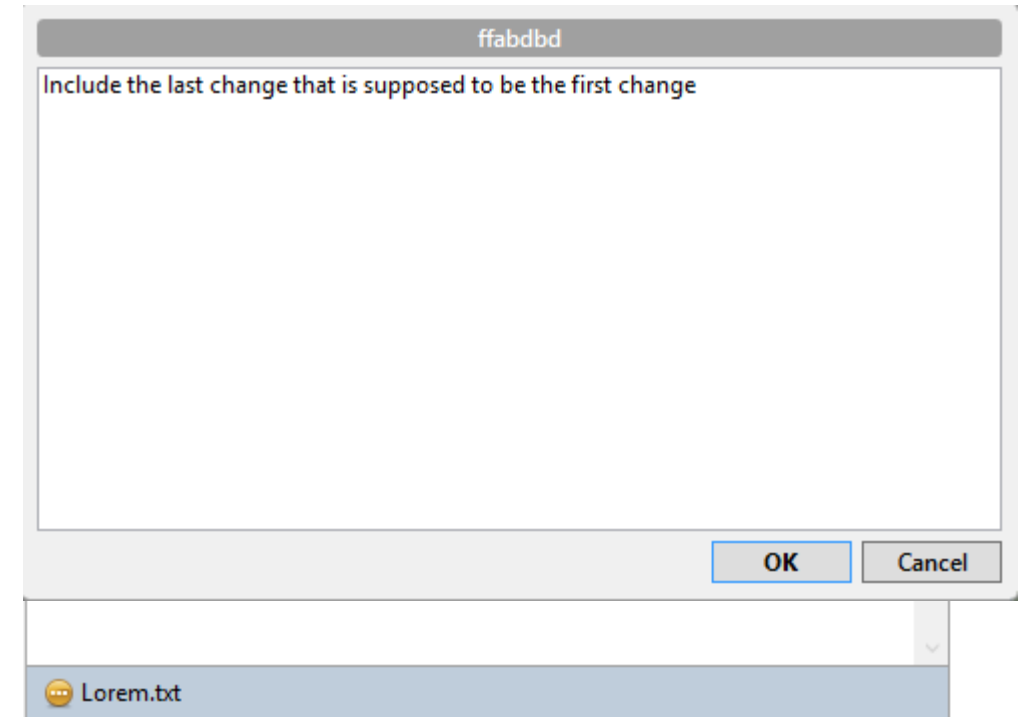 ffabdbd
Include the last change that is supposed to be the first change
OK
Cancel
Lorem.txt